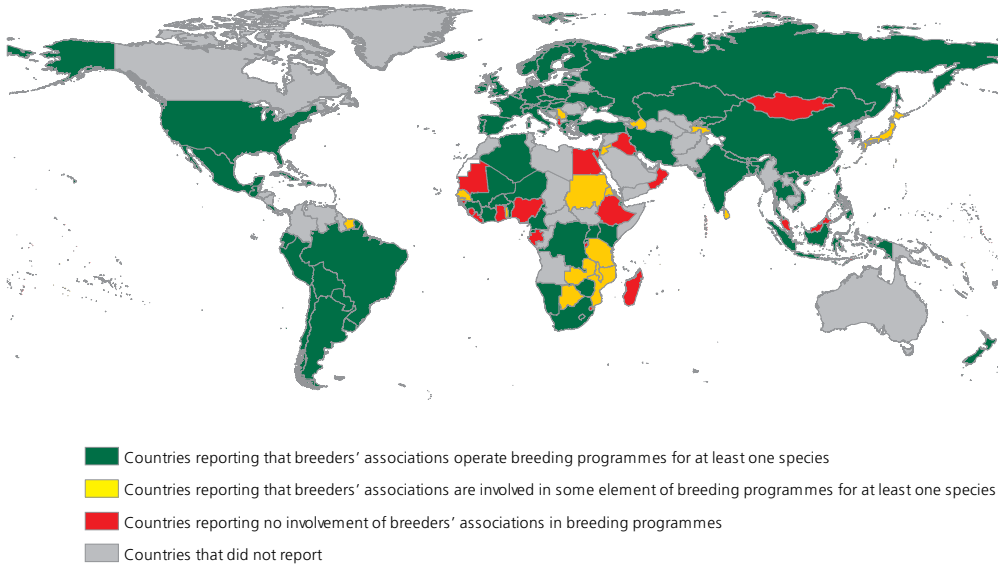 Countries reporting that breeders’ associations operate breeding programmes for at least one species
Countries reporting that breeders’ associations are involved in some element of breeding programmes for at least one species
Countries reporting no involvement of breeders’ associations in breeding programmes
Countries that did not report